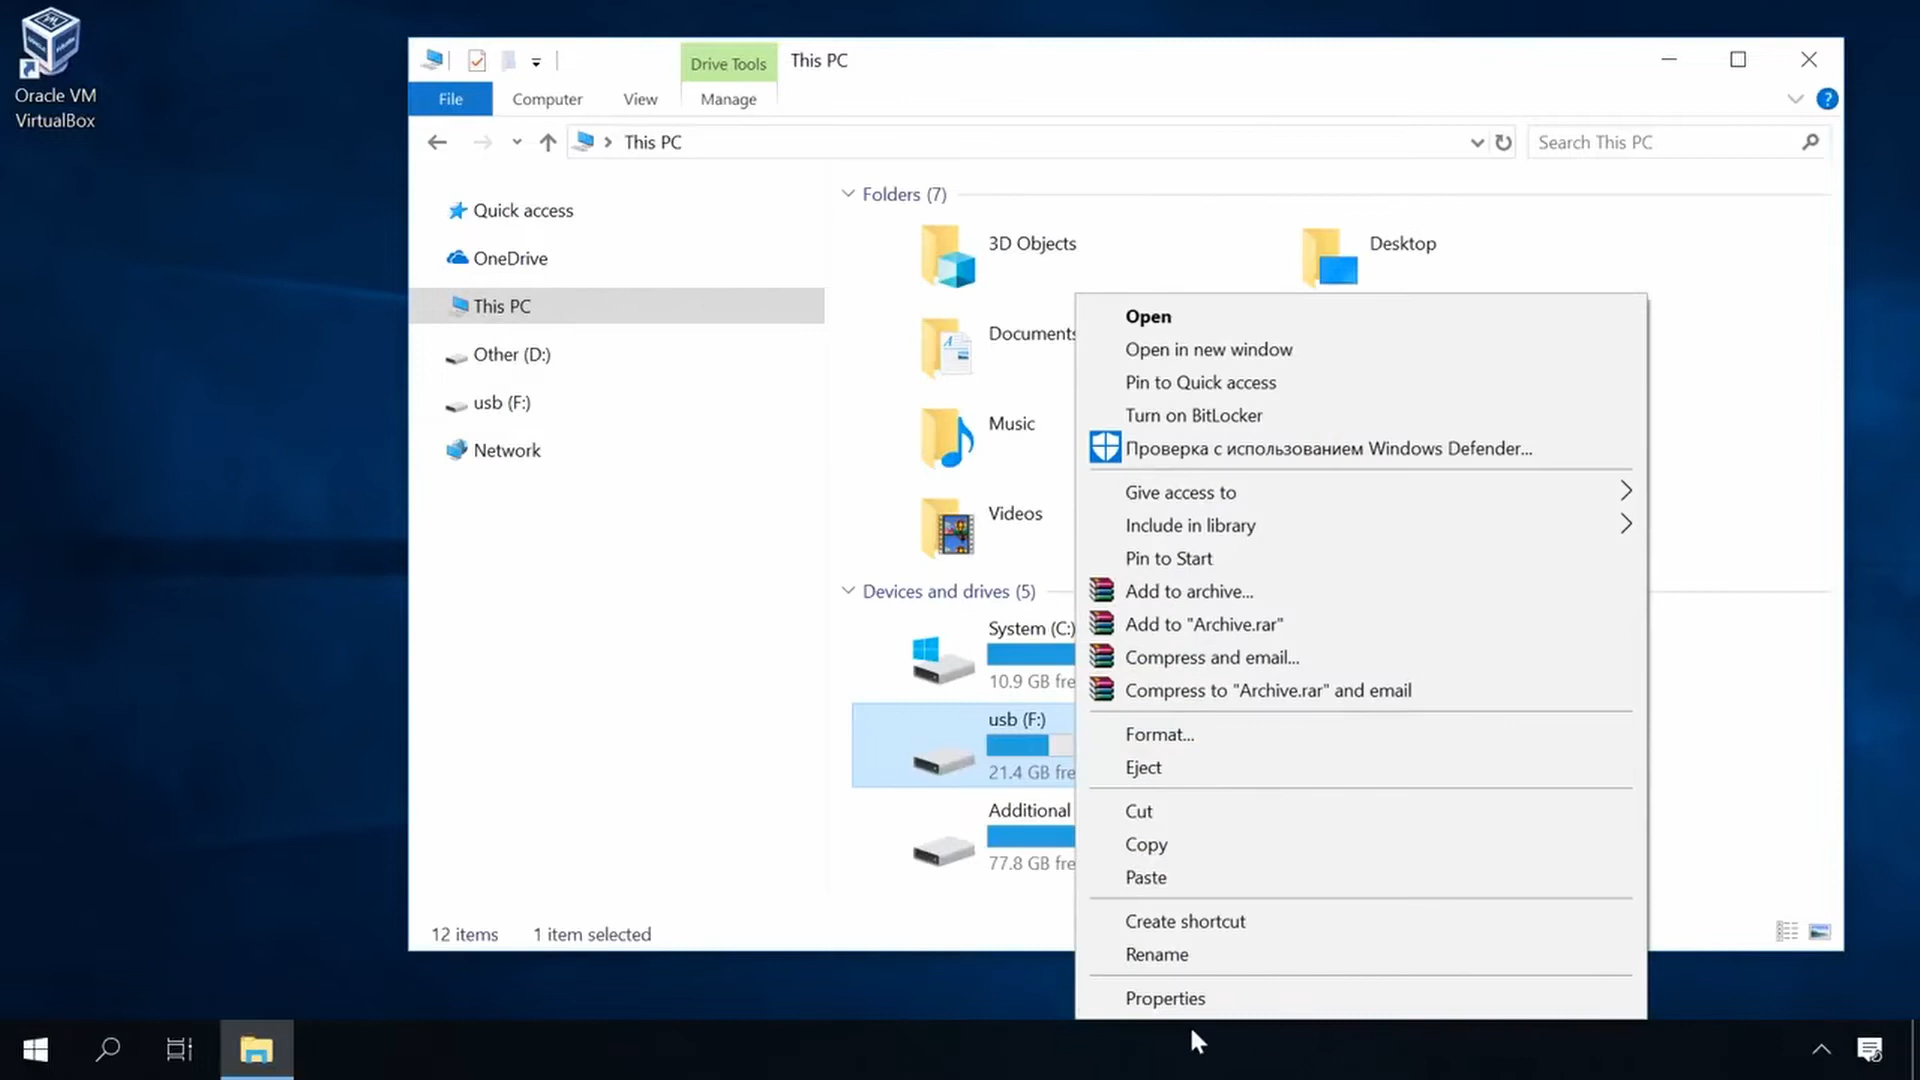 Oracle VM
VirtualBox
Drive Tools
This PC
File
Computer
View
Manage
This PC
Search This PC
Quick access
OneDrive
This PC
Other (D:)
usb (F:)
Network
Folders (7)
3D Objects
Desktop
Documents
Music
Videos
Devices and drives (5)
System (C:)
10.9 GB fre
usb (F:)
21.4 GB fre
Additional
77.8 GB fre
Open
Open in new window
Pin to Quick access
Turn on BitLocker
Проверка с использованием Windows Defender...
Give access to
Include in library
Pin to Start
Add to archive...
Add to "Archive.rar"
Compress and email...
Compress to "Archive.rar" and email
Format...
Eject
Cut
Copy
Paste
Create shortcut
Rename
Properties
12 items
1 item selected